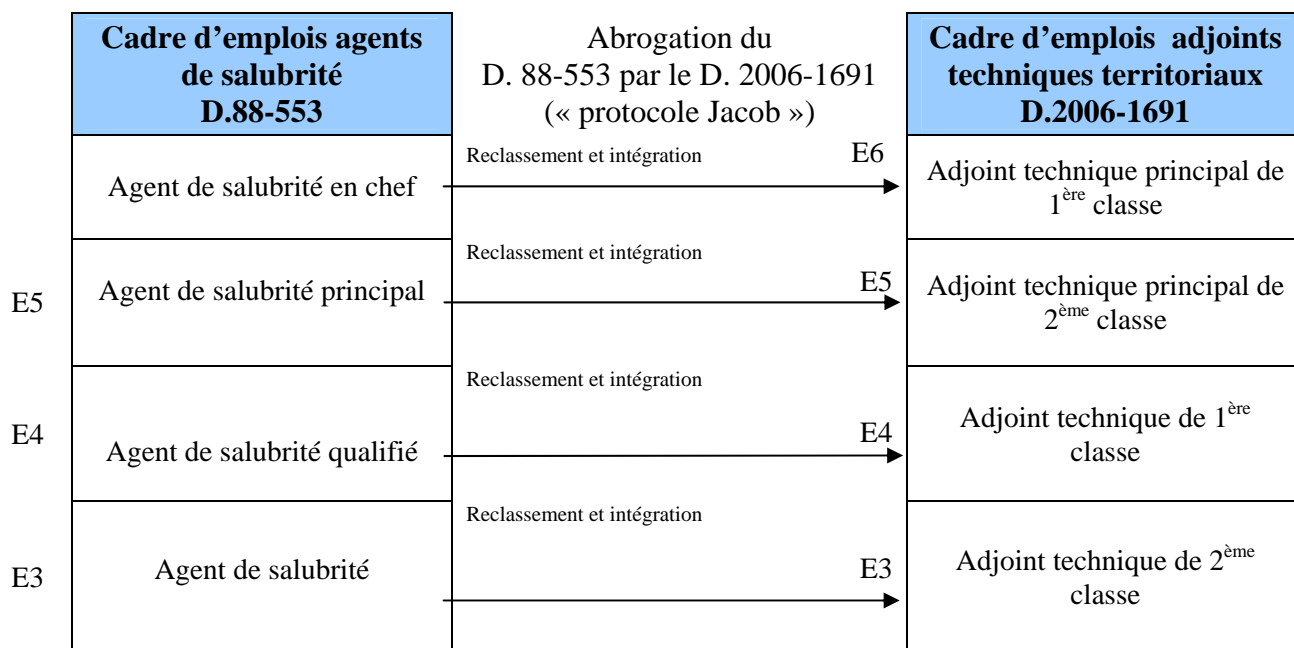 Cadre d’emplois agents
de salubrité
D.88-553
Abrogation du
D. 88-553 par le D. 2006-1691
(« protocole Jacob »)
Cadre d’emplois adjoints
techniques territoriaux
D.2006-1691
Agent de salubrité en chef
Reclassement et intégration
E6
Adjoint technique principal de
1ère classe
E5
Agent de salubrité principal
Reclassement et intégration
E5
Adjoint technique principal de
2ème classe
E4
Agent de salubrité qualifié
Reclassement et intégration
E4
Adjoint technique de 1ère
classe
E3
Agent de salubrité
Reclassement et intégration
E3
Adjoint technique de 2ème
classe